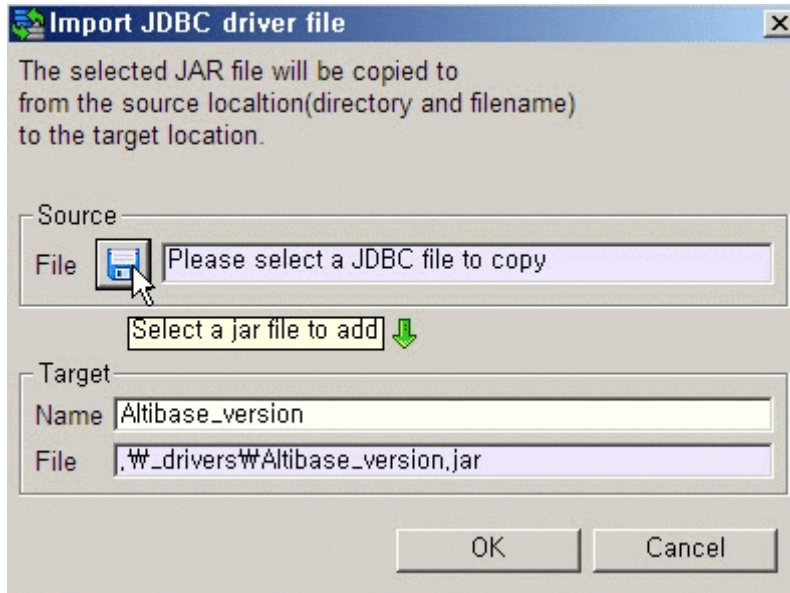 Import JDBC driver file
The selected JAR file will be copied to
from the source localtion(directory and filename)
to the target location.
Source
File Please select a JDBC file to copy
Select a jar file to add
Target
Name Altibase_version
File .₩_drivers₩Altibase_version.jar
OK Cancel